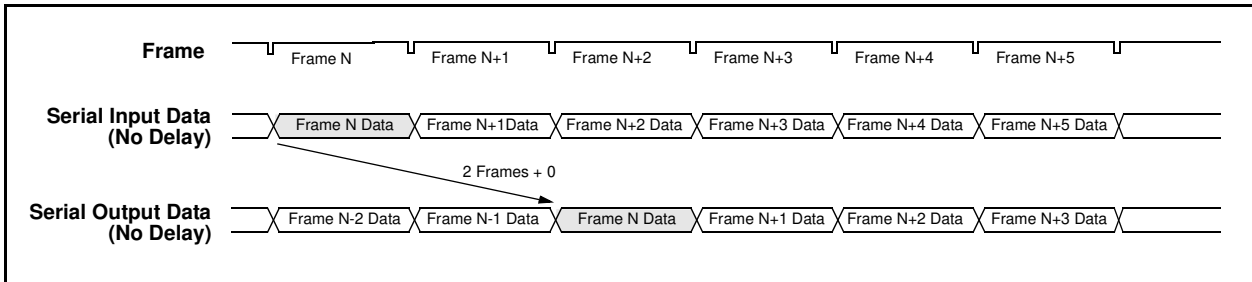 Frame
Frame N Frame N+1 Frame N+2 Frame N+3 Frame N+4 Frame N+5
Serial Input Data
(No Delay)
Frame N Data Frame N+1Data Frame N+2 Data Frame N+3 Data Frame N+4 Data Frame N+5 Data
2 Frames + 0
Serial Output Data
(No Delay)
Frame N-2 Data Frame N-1 Data Frame N Data Frame N+1 Data Frame N+2 Data Frame N+3 Data